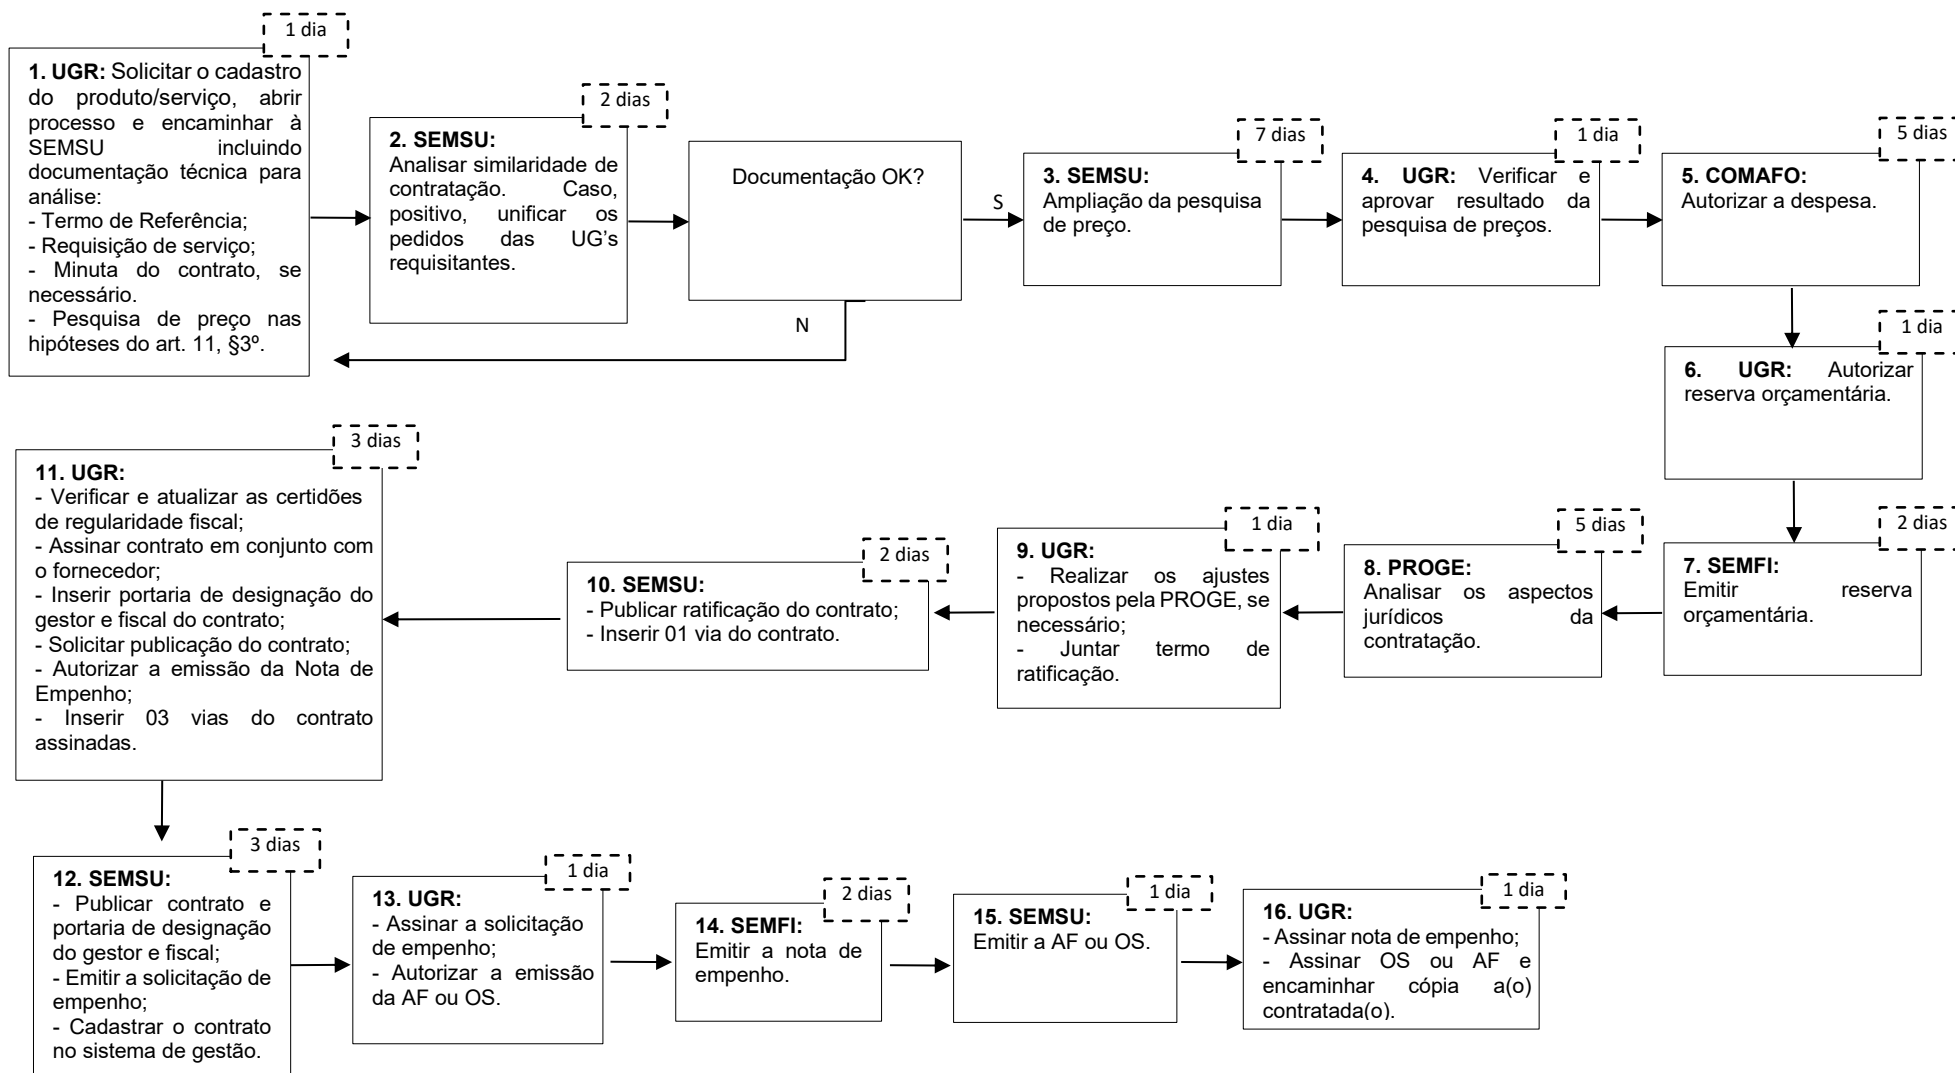 1 dia
1. UGR: Solicitar o cadastro
do produto/serviço, abrir
processo e encaminhar à
SEMSU incluindo
documentação técnica para
análise:
- Termo de Referência;
- Requisição de serviço;
- Minuta do contrato, se
necessário.
- Pesquisa de preço nas
hipóteses do art. 11, §3º.
2 dias
2. SEMSU:
Analisar similaridade de
contratação. Caso,
positivo, unificar os
pedidos das UG’s
requisitantes.
Documentação OK?
S
N
7 dias
3. SEMSU:
Ampliação da pesquisa
de preço.
1 dia
4. UGR: Verificar e
aprovar resultado da
pesquisa de preços.
5 dias
5. COMAFO:
Autorizar a despesa.
1 dia
6. UGR: Autorizar
reserva orçamentária.
2 dias
7. SEMFI:
Emitir reserva
orçamentária.
5 dias
8. PROGE:
Analisar os aspectos
jurídicos da
contratação.
1 dia
9. UGR:
- Realizar os ajustes
propostos pela PROGE, se
necessário;
- Juntar termo de
ratificação.
2 dias
10. SEMSU:
- Publicar ratificação do contrato;
- Inserir 01 via do contrato.
3 dias
11. UGR:
- Verificar e atualizar as certidões
de regularidade fiscal;
- Assinar contrato em conjunto com
o fornecedor;
- Inserir portaria de designação do
gestor e fiscal do contrato;
- Solicitar publicação do contrato;
- Autorizar a emissão da Nota de
Empenho;
- Inserir 03 vias do contrato
assinadas.
3 dias
12. SEMSU:
- Publicar contrato e
portaria de designação
do gestor e fiscal;
- Emitir a solicitação de
empenho;
- Cadastrar o contrato
no sistema de gestão.
1 dia
13. UGR:
- Assinar a solicitação
de empenho;
- Autorizar a emissão
da AF ou OS.
2 dias
14. SEMFI:
Emitir a nota de
empenho.
1 dia
15. SEMSU:
Emitir a AF ou OS.
1 dia
16. UGR:
- Assinar nota de empenho;
- Assinar OS ou AF e
encaminhar cópia a(o)
contratada(o).